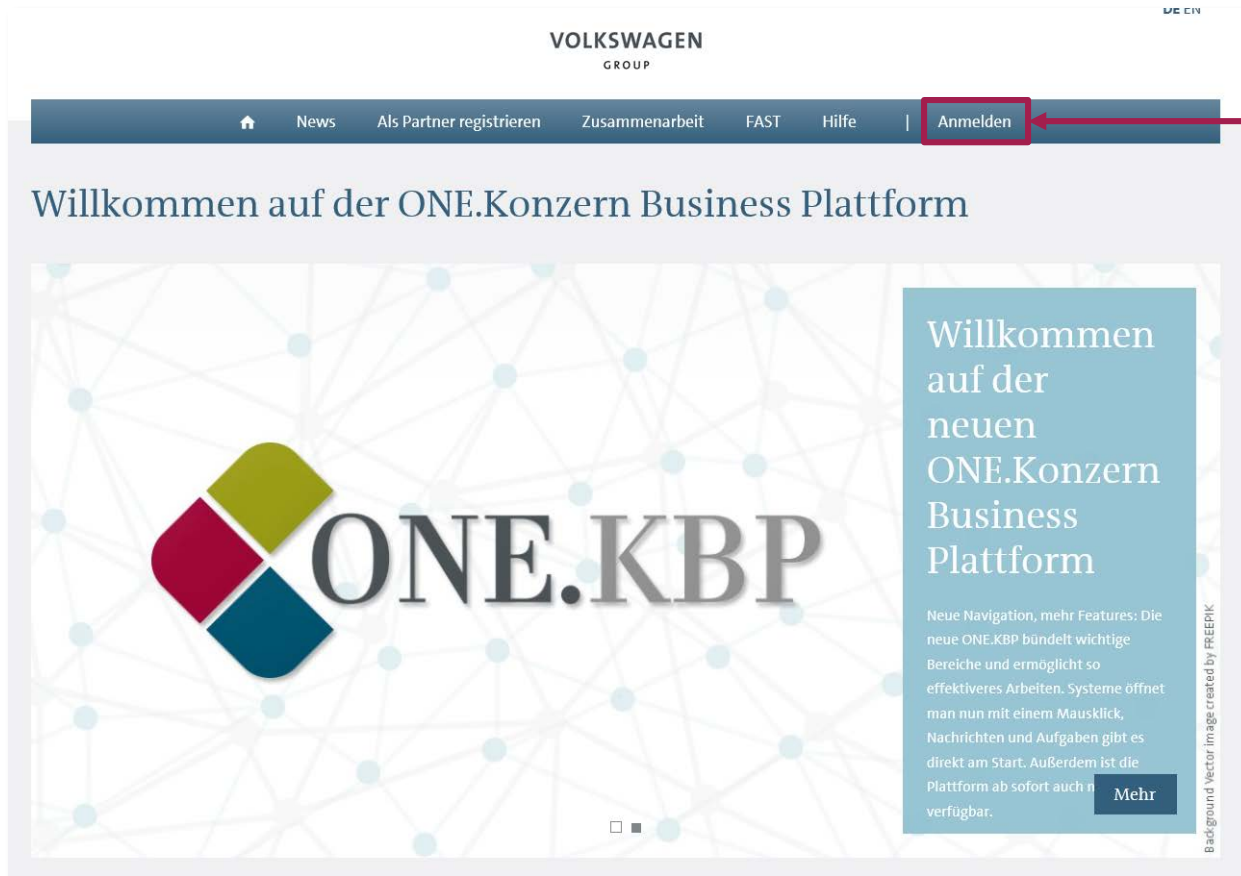 DE EN
VOLKSWAGEN
GROUP
News Als Partner registrieren Zusammenarbeit FAST Hilfe | Anmelden
Willkommen auf der ONE.Konzern Business Plattform
ONE.KBP
Willkommen
auf der
neuen
ONE.Konzern
Business
Plattform
Neue Navigation, mehr Features: Die
neue ONE.KBP bündelt wichtige
Bereiche und ermöglicht so
effektiveres Arbeiten. Systeme öffnet
man nun mit einem Mausklick,
Nachrichten und Aufgaben gibt es
direkt am Start. Außerdem ist die
Plattform ab sofort auch
verfügbar.
Mehr
Background Vector image created by FREEPIK